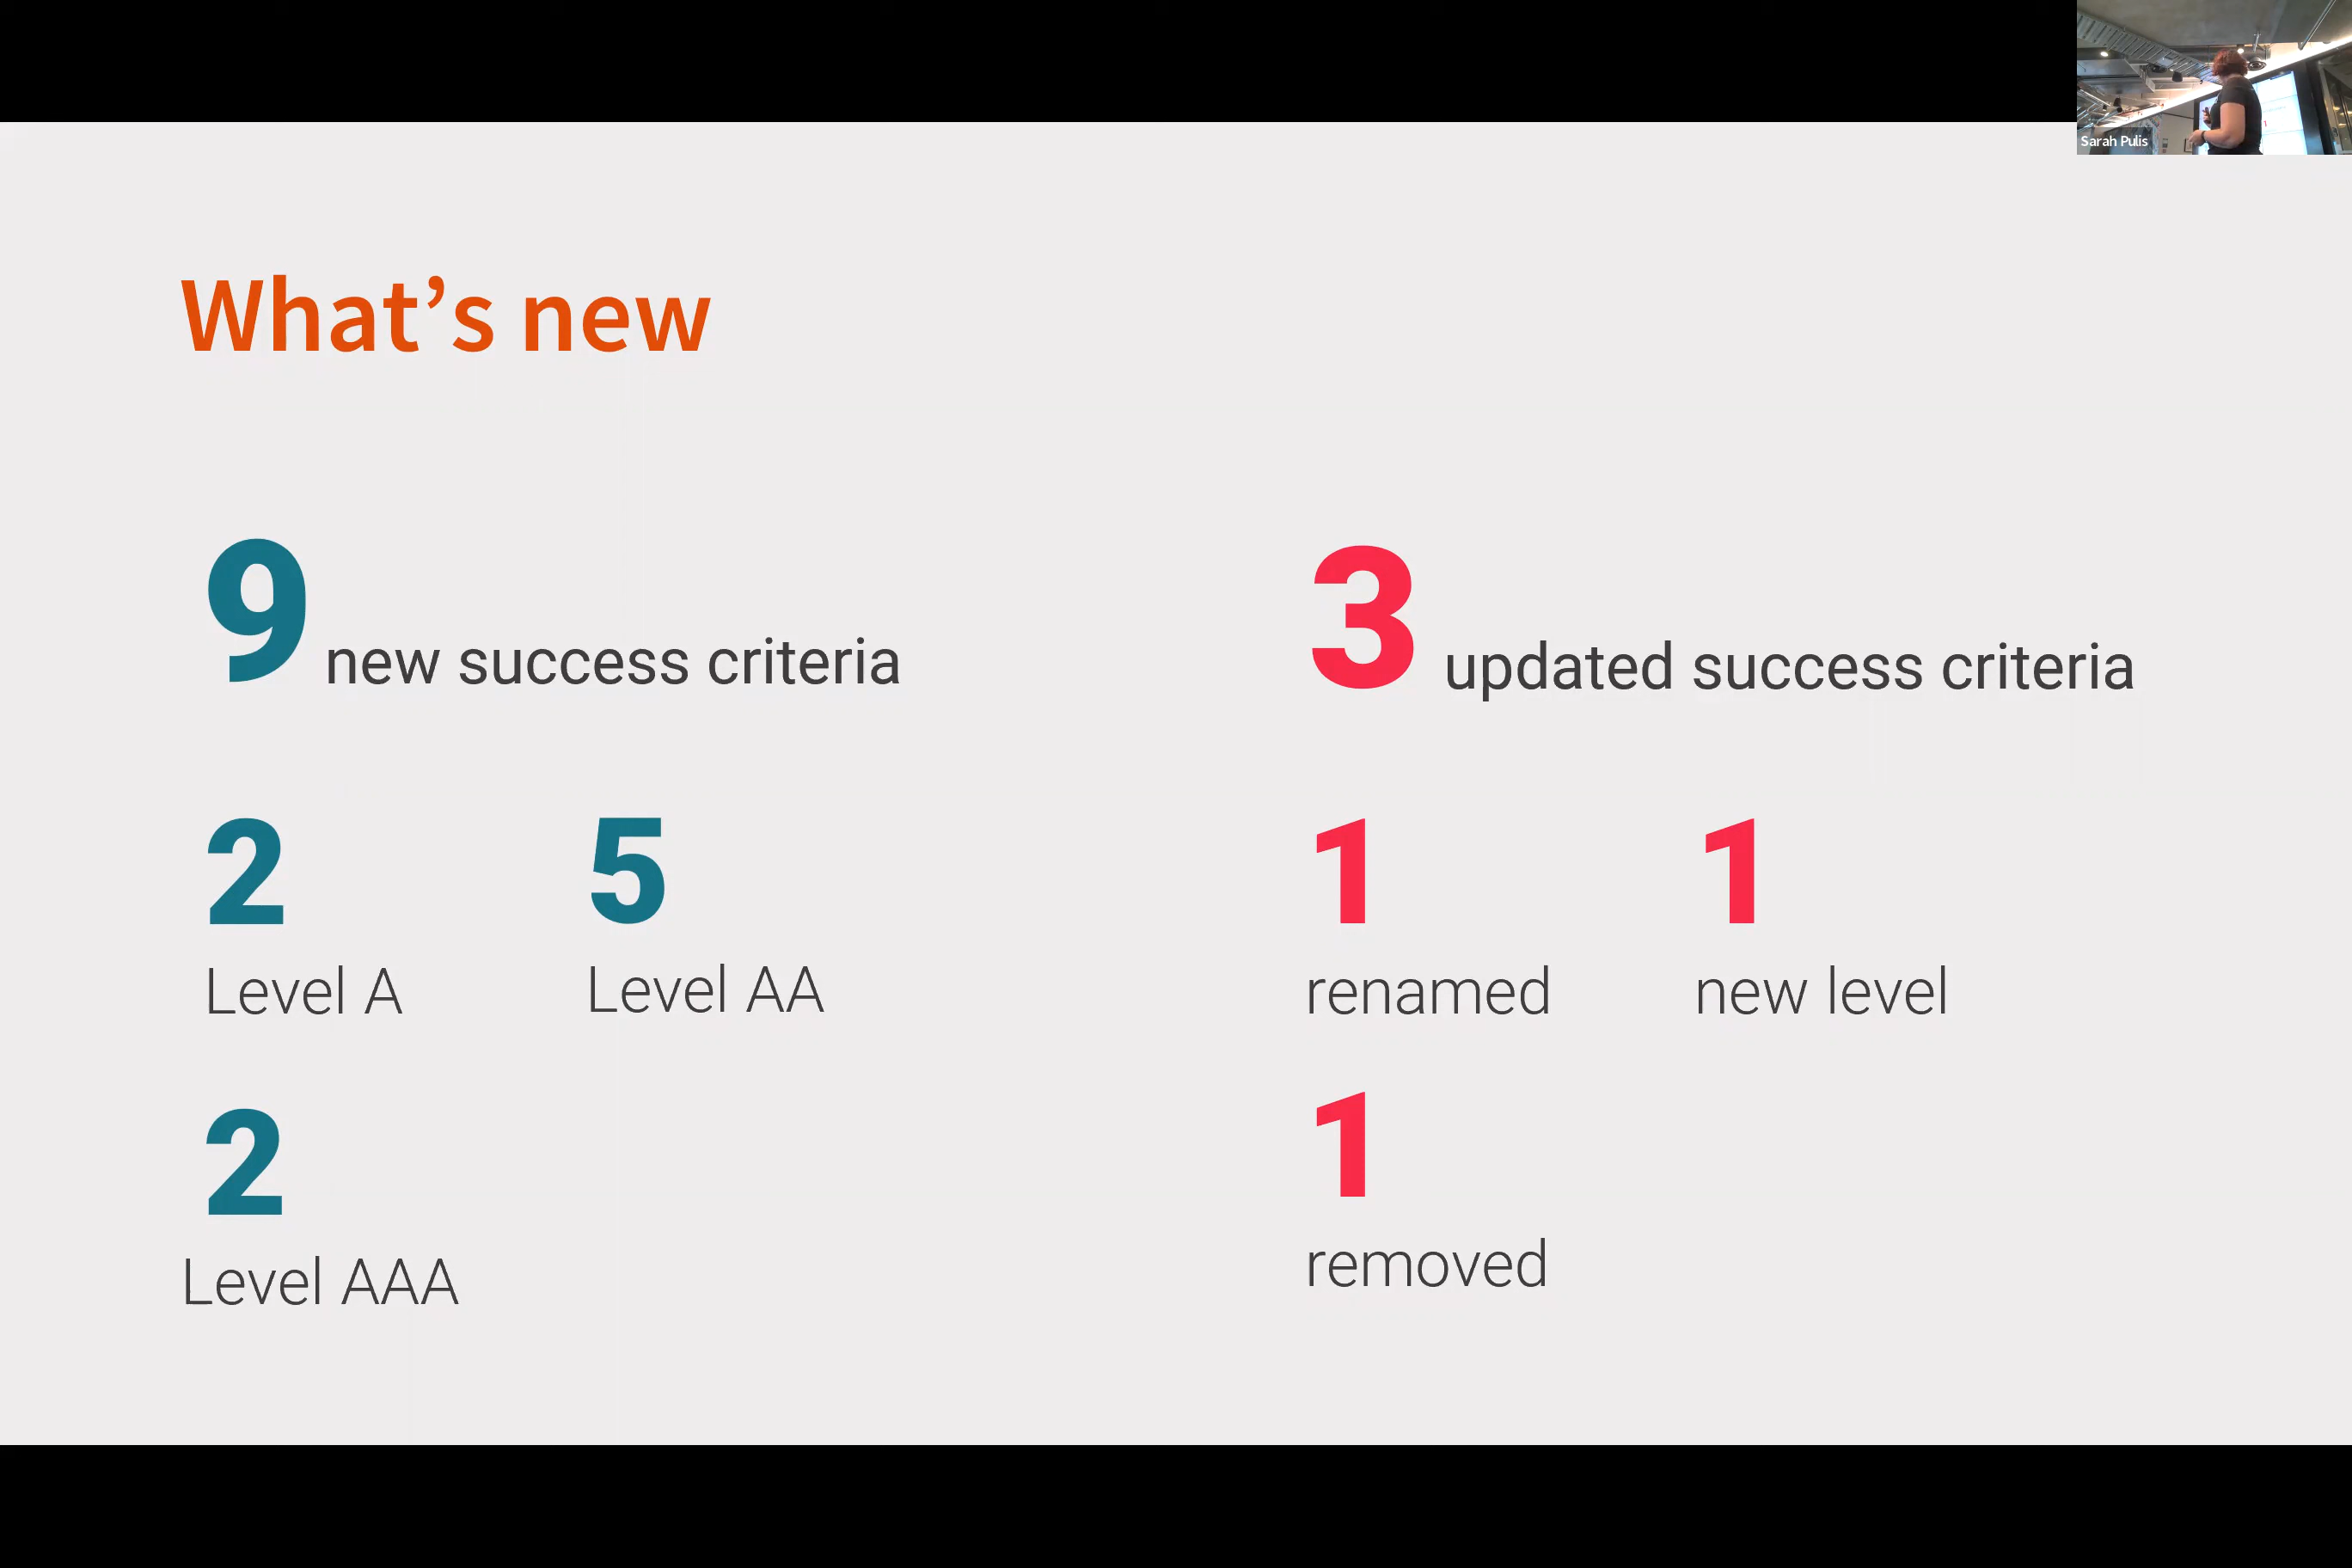 Sarah Pulis
What’s new
9 new success criteria
2
Level A
5
Level AA
2
Level AAA
3 updated success criteria
1
renamed
1
new level
1
removed